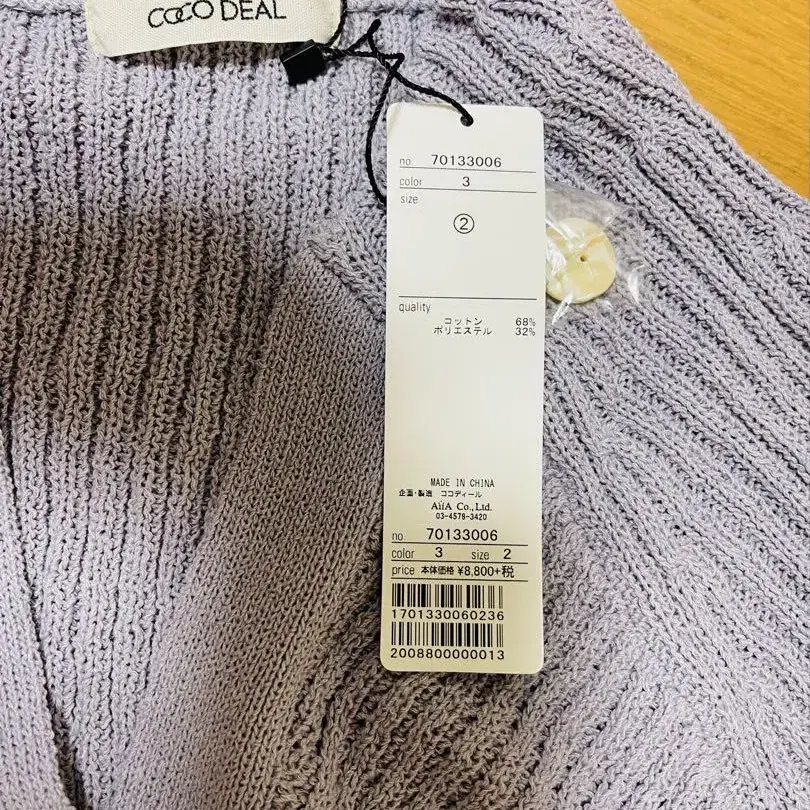 COCO DEAL
no. 70133006
color 3
size
②
quality
コットン 68%
ポリエステル 32%
MADE IN CHINA
企画・製造 ココディール
AiiA Co.,Ltd.
03-4578-3420
no. 70133006
color 3 size 2
price 本体価格 ¥8,800+税
1701330060236
2008800000013